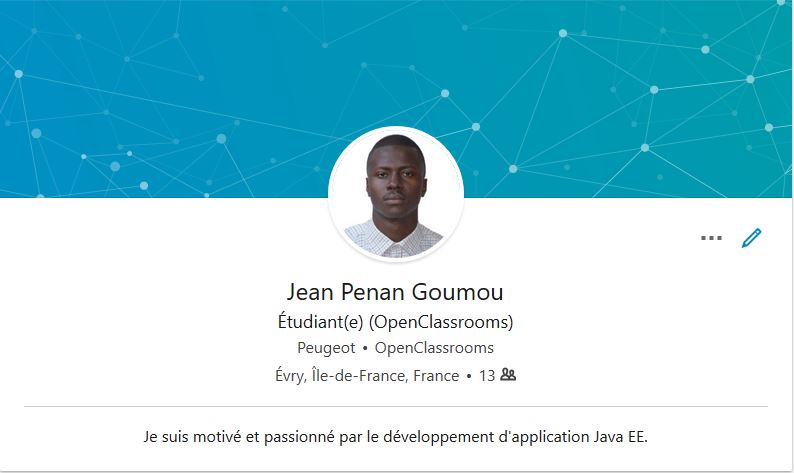 Jean Penan Goumou
Étudiant(e) (OpenClassrooms)
Peugeot • OpenClassrooms
Évry, Île-de-France, France • 13
Je suis motivé et passionné par le développement d'application Java EE.